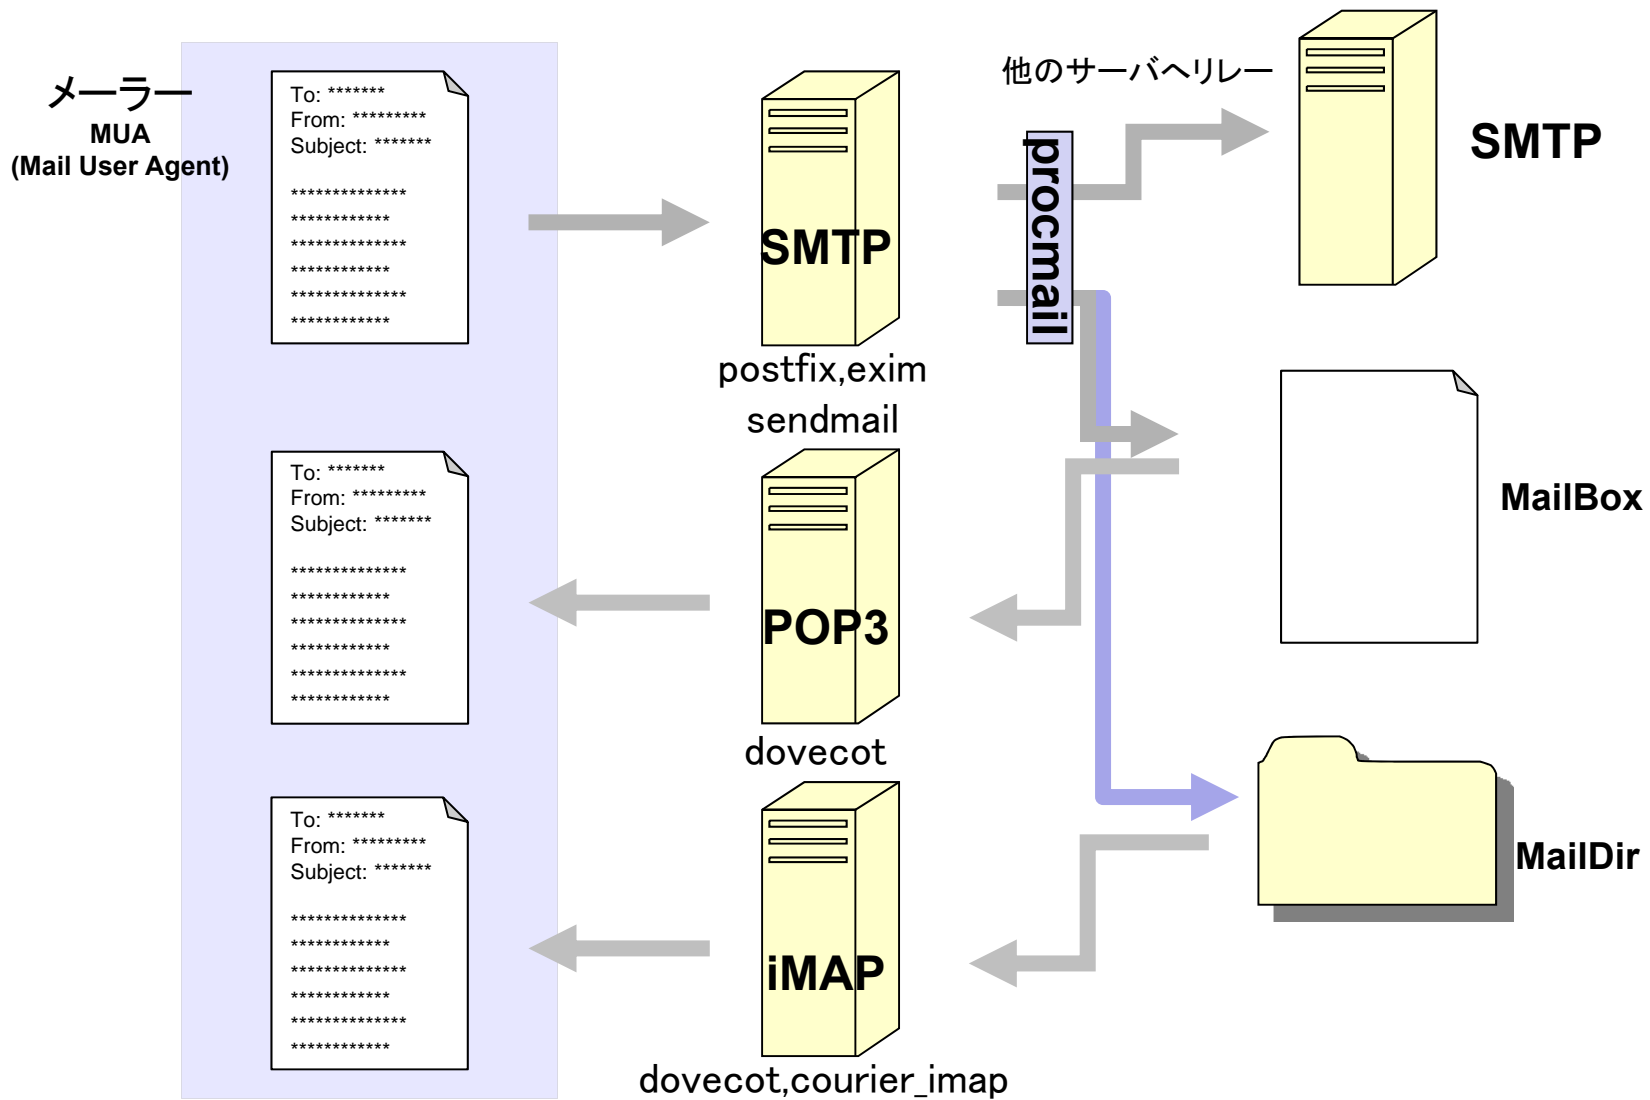 メーラー
MUA
(Mail User Agent)
To: *******
From: *********
Subject: *******
**************
************
**************
************
**************
************
SMTP
postfix,exim
sendmail
procmail
他のサーバへリレー
SMTP
To: *******
From: *********
Subject: *******
**************
************
**************
************
**************
************
POP3
dovecot
MailBox
To: *******
From: *********
Subject: *******
**************
************
**************
************
**************
************
iMAP
dovecot,courier_imap
MailDir